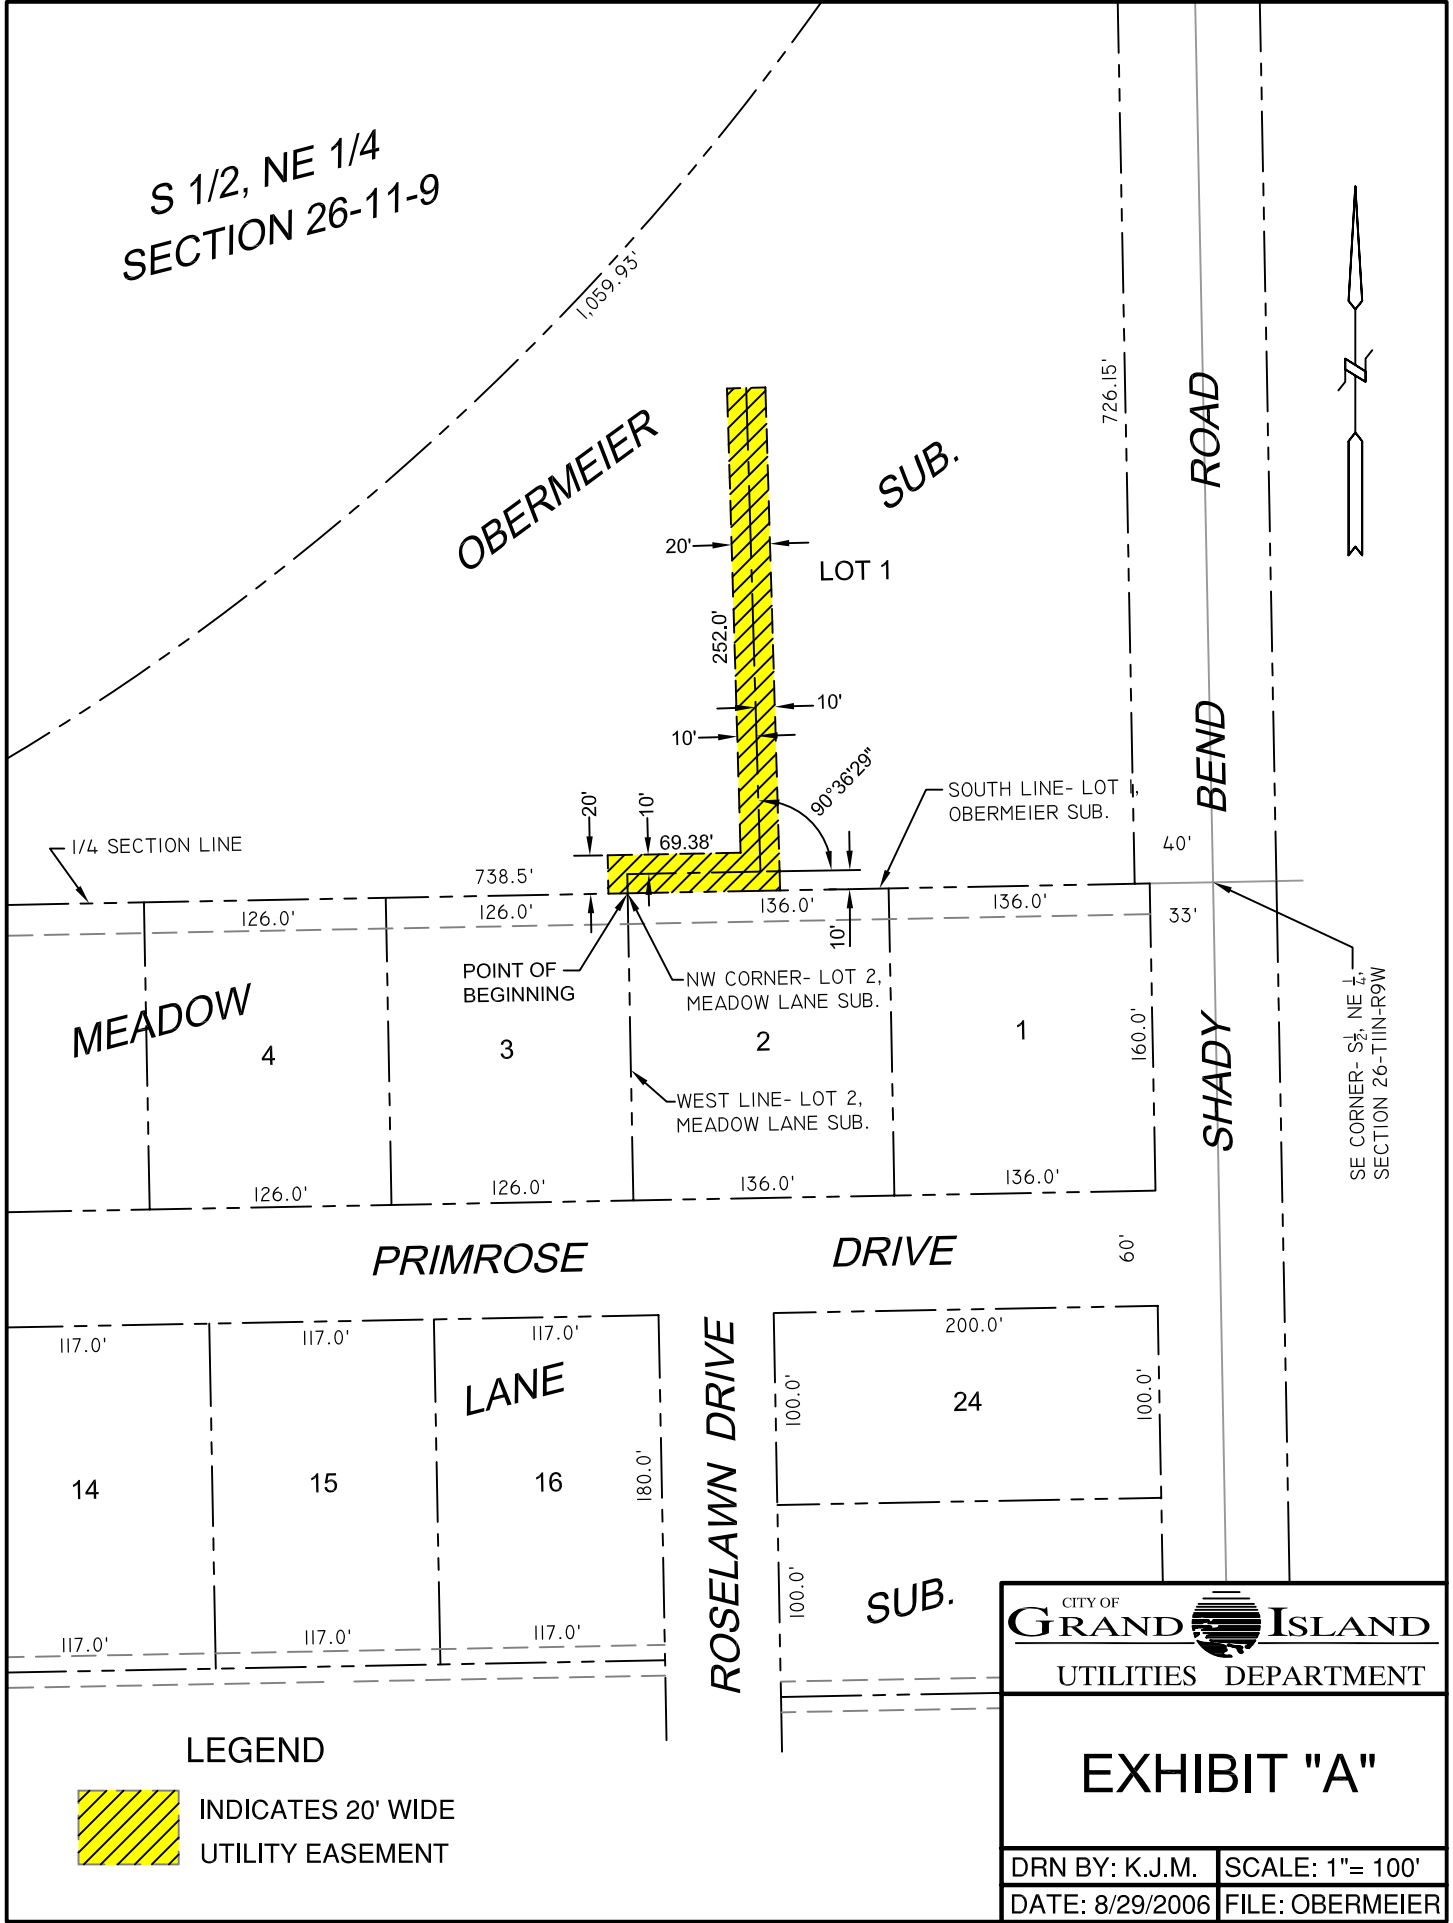 S 1/2, NE 1/4
SECTION 26-11-9
1,059.93'
726.15'
ROAD
OBERMEIER
SUB.
20'
LOT 1
252.0'
10'
10'
BEND
90°36'29"
20'
10'
69.38'
SOUTH LINE- LOT 1,
OBERMEIER SUB.
1/4 SECTION LINE
40'
738.5'
126.0'
126.0'
136.0'
136.0'
33'
10'
POINT OF
BEGINNING
NW CORNER- LOT 2,
MEADOW LANE SUB.
SE CORNER- S½, NE ¼,
SECTION 26-T11N-R9W
MEADOW
4
3
2
1
160.0'
SHADY
WEST LINE- LOT 2,
MEADOW LANE SUB.
126.0'
126.0'
136.0'
136.0'
PRIMROSE
DRIVE
60'
117.0'
117.0'
117.0'
200.0'
LANE
ROSELAWN DRIVE
100.0'
24
100.0'
14
15
16
180.0'
100.0'
SUB.
117.0'
117.0'
117.0'
CITY OF
GRAND ISLAND
UTILITIES DEPARTMENT
LEGEND
INDICATES 20' WIDE
UTILITY EASEMENT
EXHIBIT "A"
DRN BY: K.J.M.
SCALE: 1"= 100'
DATE: 8/29/2006
FILE: OBERMEIER